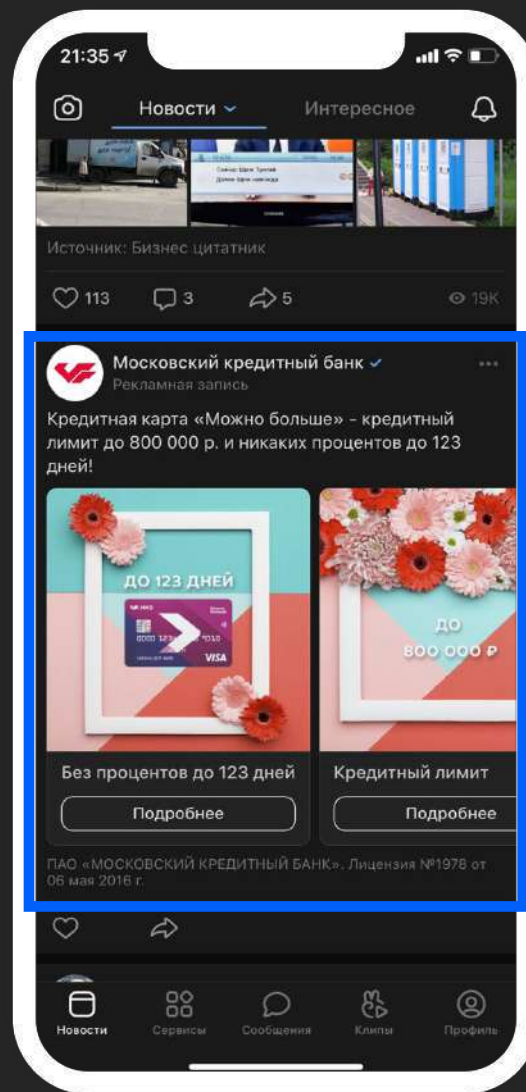 21:35
Новости
Интересное
Источник: Бизнес цитатник
113
3
5
19K
Московский кредитный банк
Рекламная запись
Кредитная карта «Можно больше» - кредитный
лимит до 800 000 р. и никаких процентов до 123
дней!
ДО 123 ДНЕЙ
VISA
ДО
800 000 ₽
Без процентов до 123 дней
Подробнее
Кредитный лимит
Подробнее
ПАО «МОСКОВСКИЙ КРЕДИТНЫЙ БАНК». Лицензия №1978 от
06 мая 2016 г.
Новости
Сервисы
Сообщения
Клипы
Профиль